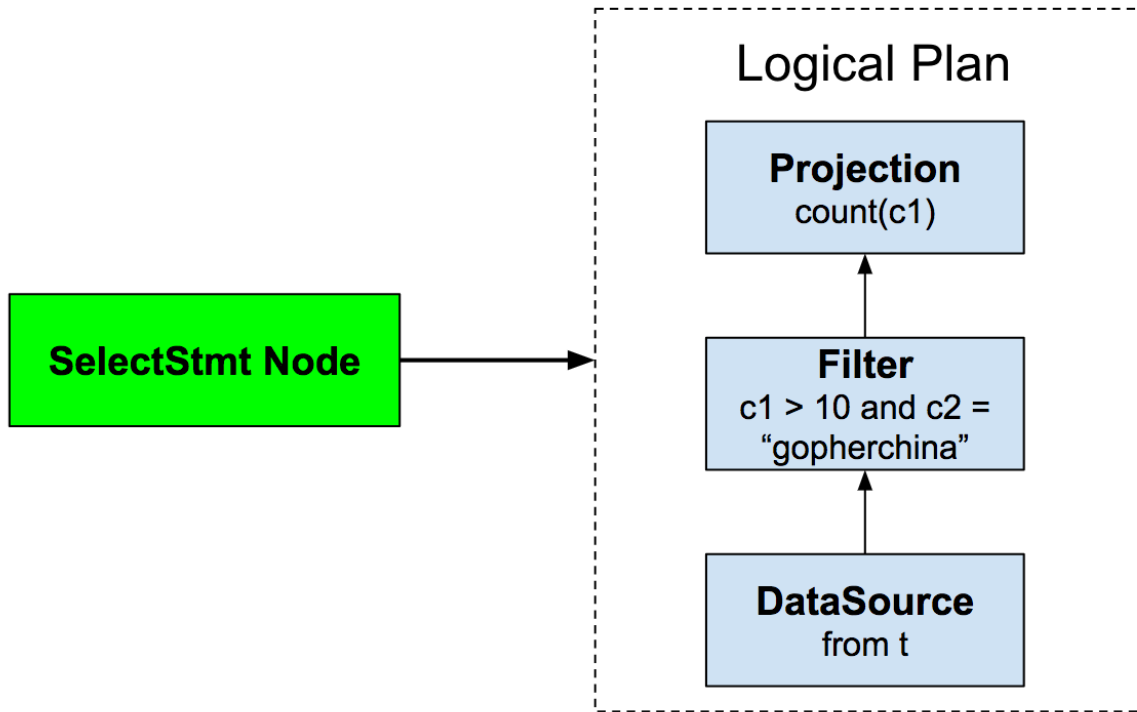 Logical Plan
Projection
count(c1)
SelectStmt Node
Filter
c1 > 10 and c2 =
“gopherchina”
DataSource
from t